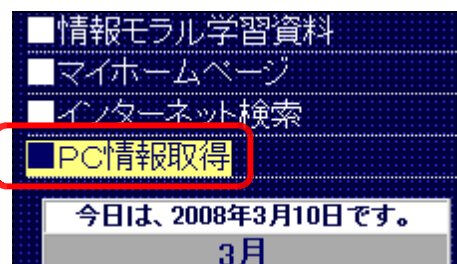 ■情報モラル学習資料
■マイホームページ
■インターネット検索
■PC情報取得
今日は、2008年3月10日です。
3月